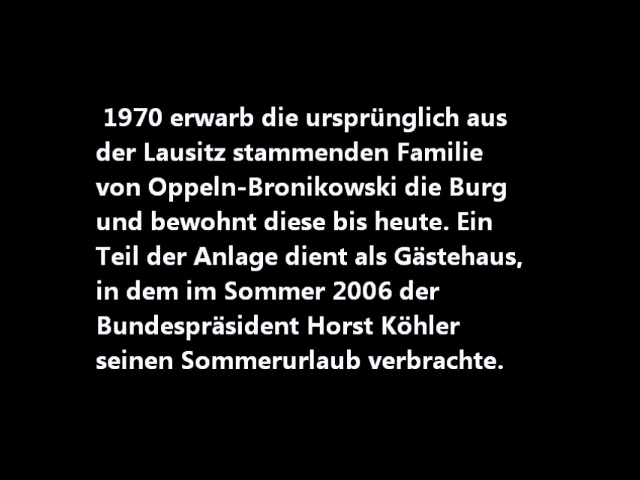 1970 erwarb die ursprünglich aus
der Lausitz stammenden Familie
von Oppeln-Bronikowski die Burg
und bewohnt diese bis heute. Ein
Teil der Anlage dient als Gästehaus,
in dem im Sommer 2006 der
Bundespräsident Horst Köhler
seinen Sommerurlaub verbrachte.